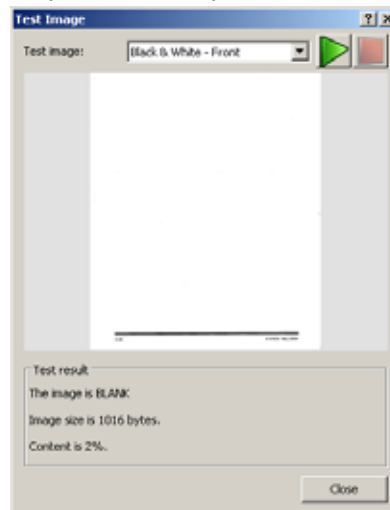 Test Image
Test image: Black & White - Front
Test result
The image is BLANK
Image size is 1016 bytes.
Content is 2%.
Close